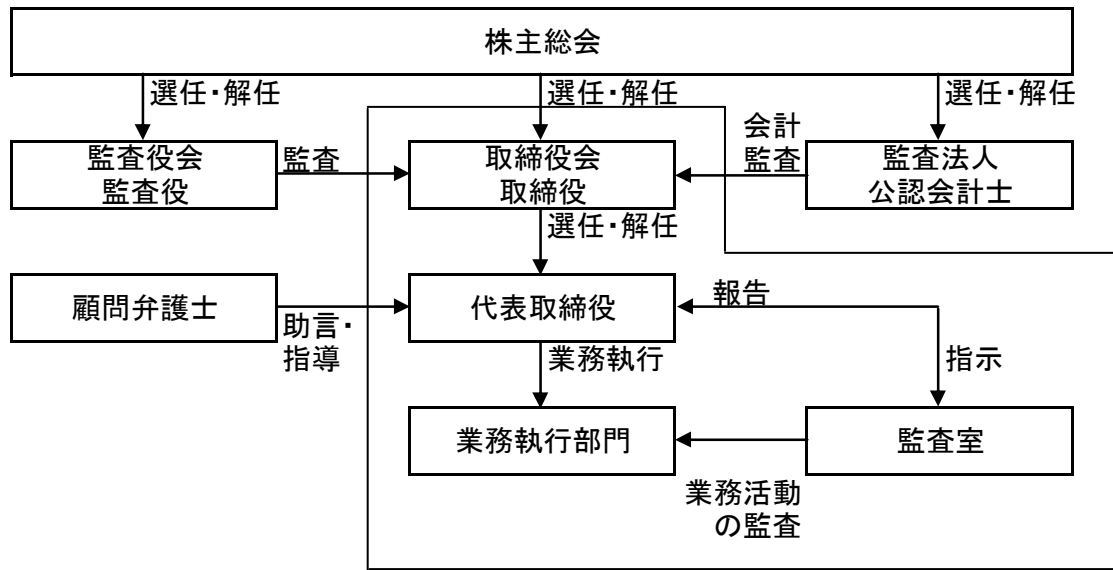 株主総会
選任・解任
選任・解任
選任・解任
監査役会
監査役
監査
取締役会
取締役
会計
監査
監査法人
公認会計士
選任・解任
顧問弁護士
助言・
指導
代表取締役
報告
業務執行
指示
業務執行部門
監査室
業務活動
の監査